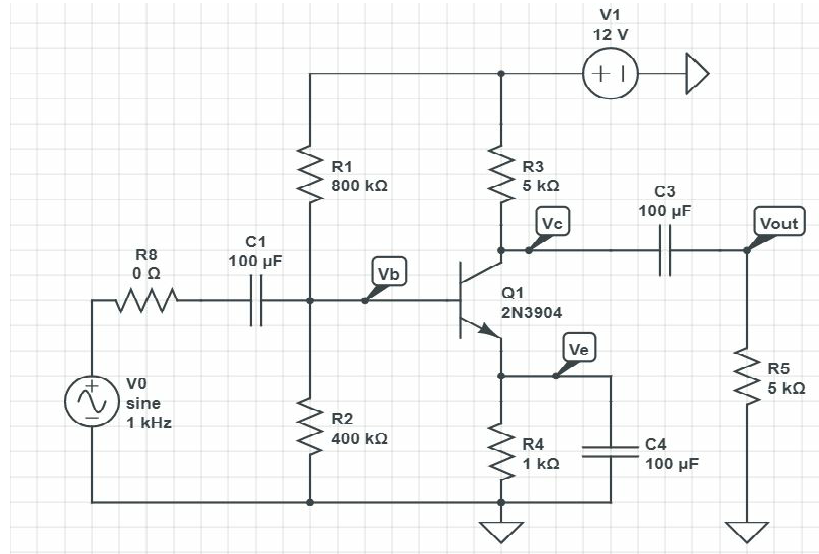 V1
12 V
+
R1
800 kΩ
R3
5 kΩ
C3
100 µF
Vc
Vout
R8
0 Ω
C1
100 µF
Vb
Q1
2N3904
Ve
V0
sine
1 kHz
+
−
R2
400 kΩ
R4
1 kΩ
C4
100 µF
R5
5 kΩ